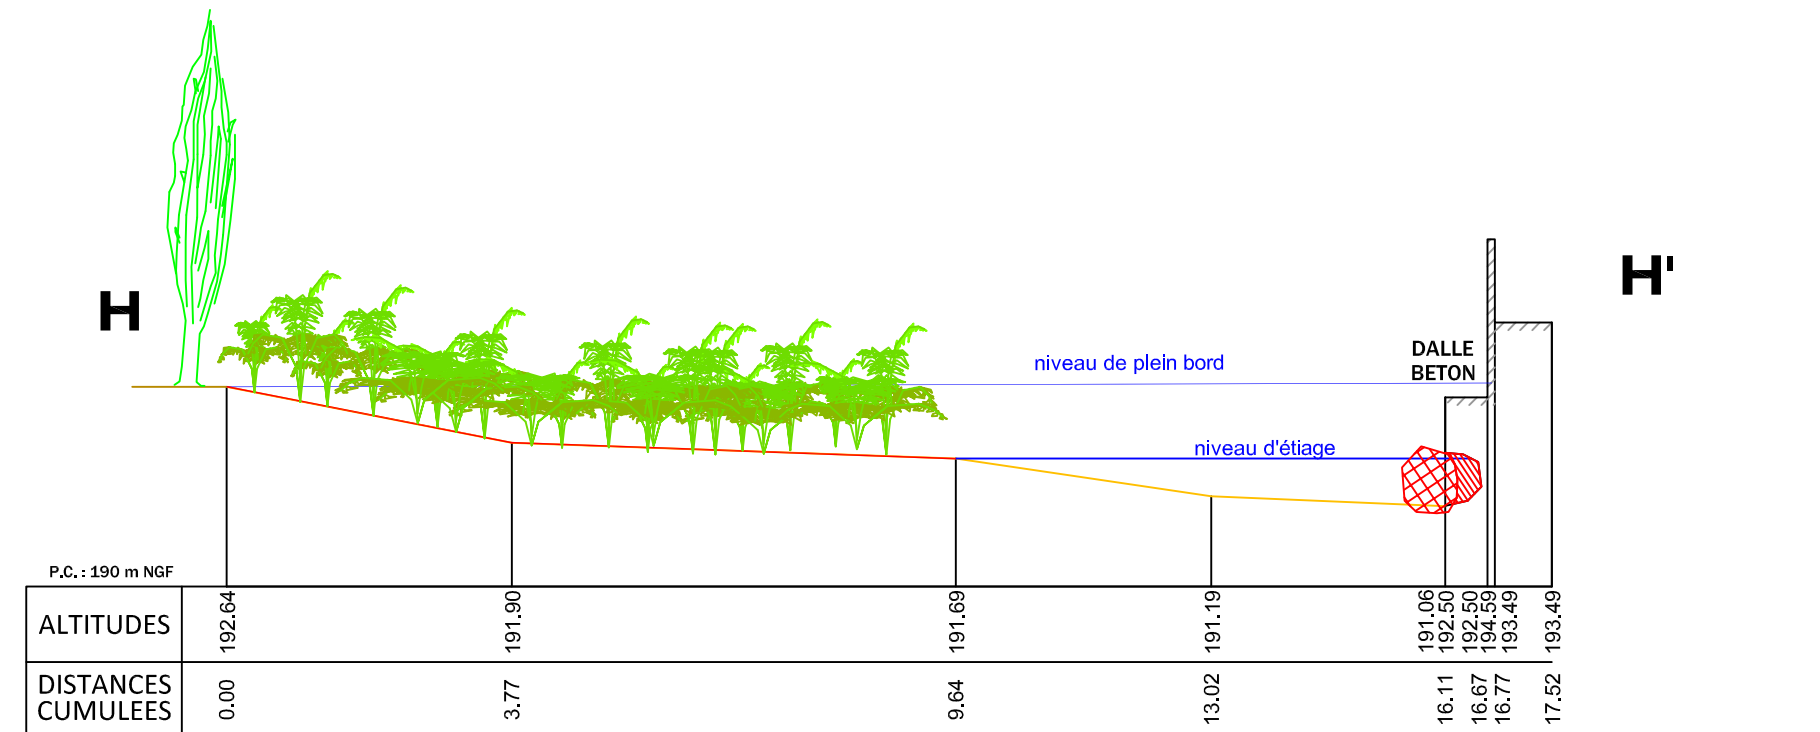 H
H'
niveau de plein bord
DALLE
BETON
niveau d'étiage
P.C. : 190 m NGF
ALTITUDES
192.64
191.90
191.69
191.19
191.06
192.50
192.50
194.59
193.49
193.49
DISTANCES
CUMULEES
0.00
3.77
9.64
13.02
16.11
16.67
16.77
17.52